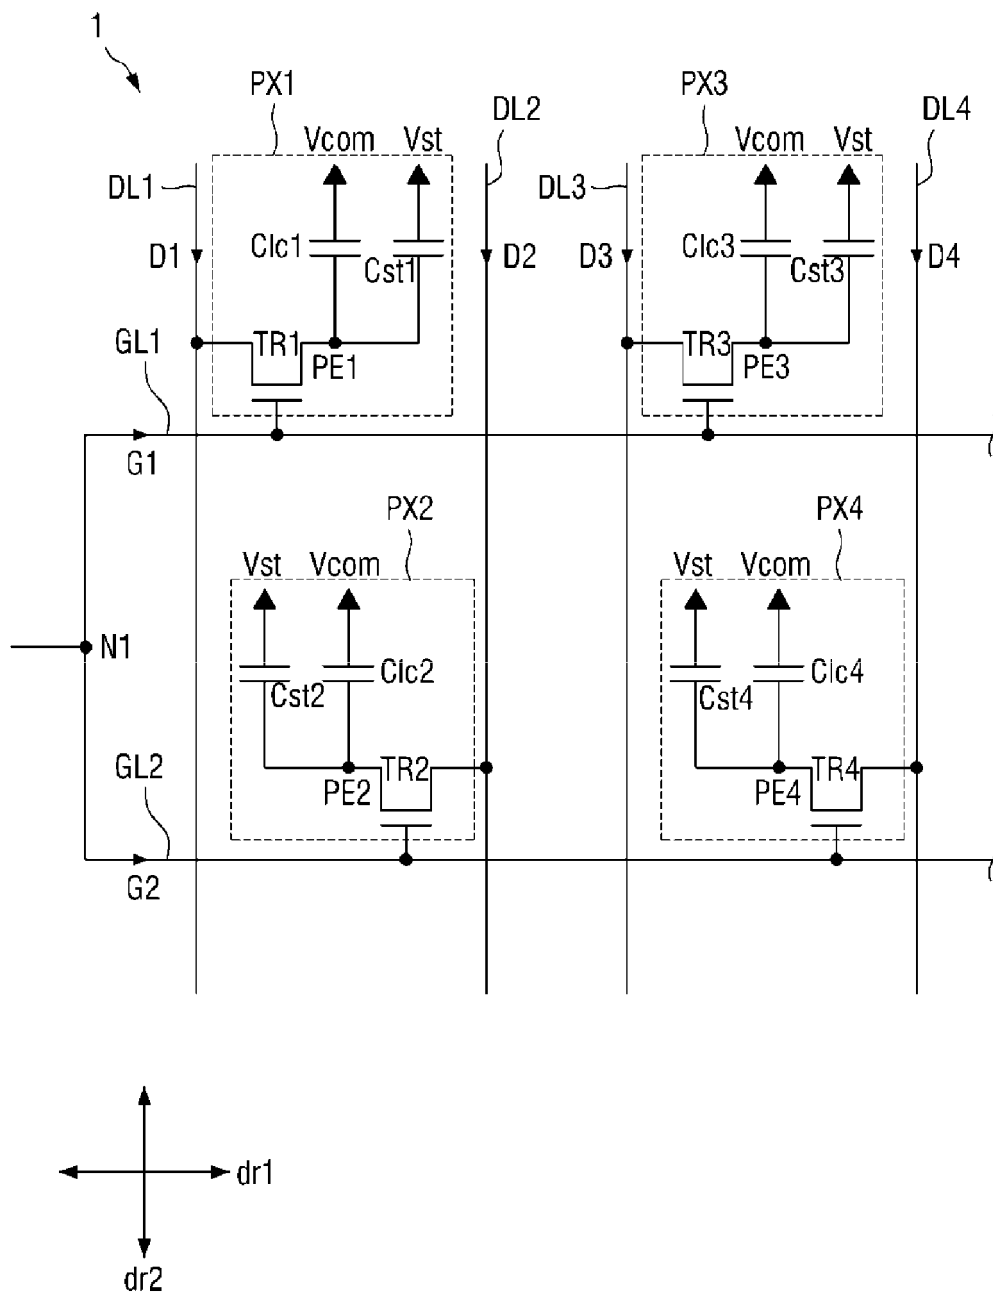 1
PX1
PX3
DL2
DL4
Vcom
Vst
Vcom
Vst
DL1
DL3
D1
Clc1
Cst1
D2
D3
Clc3
Cst3
D4
GL1
TR1
PE1
TR3
PE3
G1
PX2
PX4
Vst
Vcom
Vst
Vcom
N1
Cst2
Clc2
Cst4
Clc4
GL2
TR2
PE2
TR4
PE4
G2
dr1
dr2